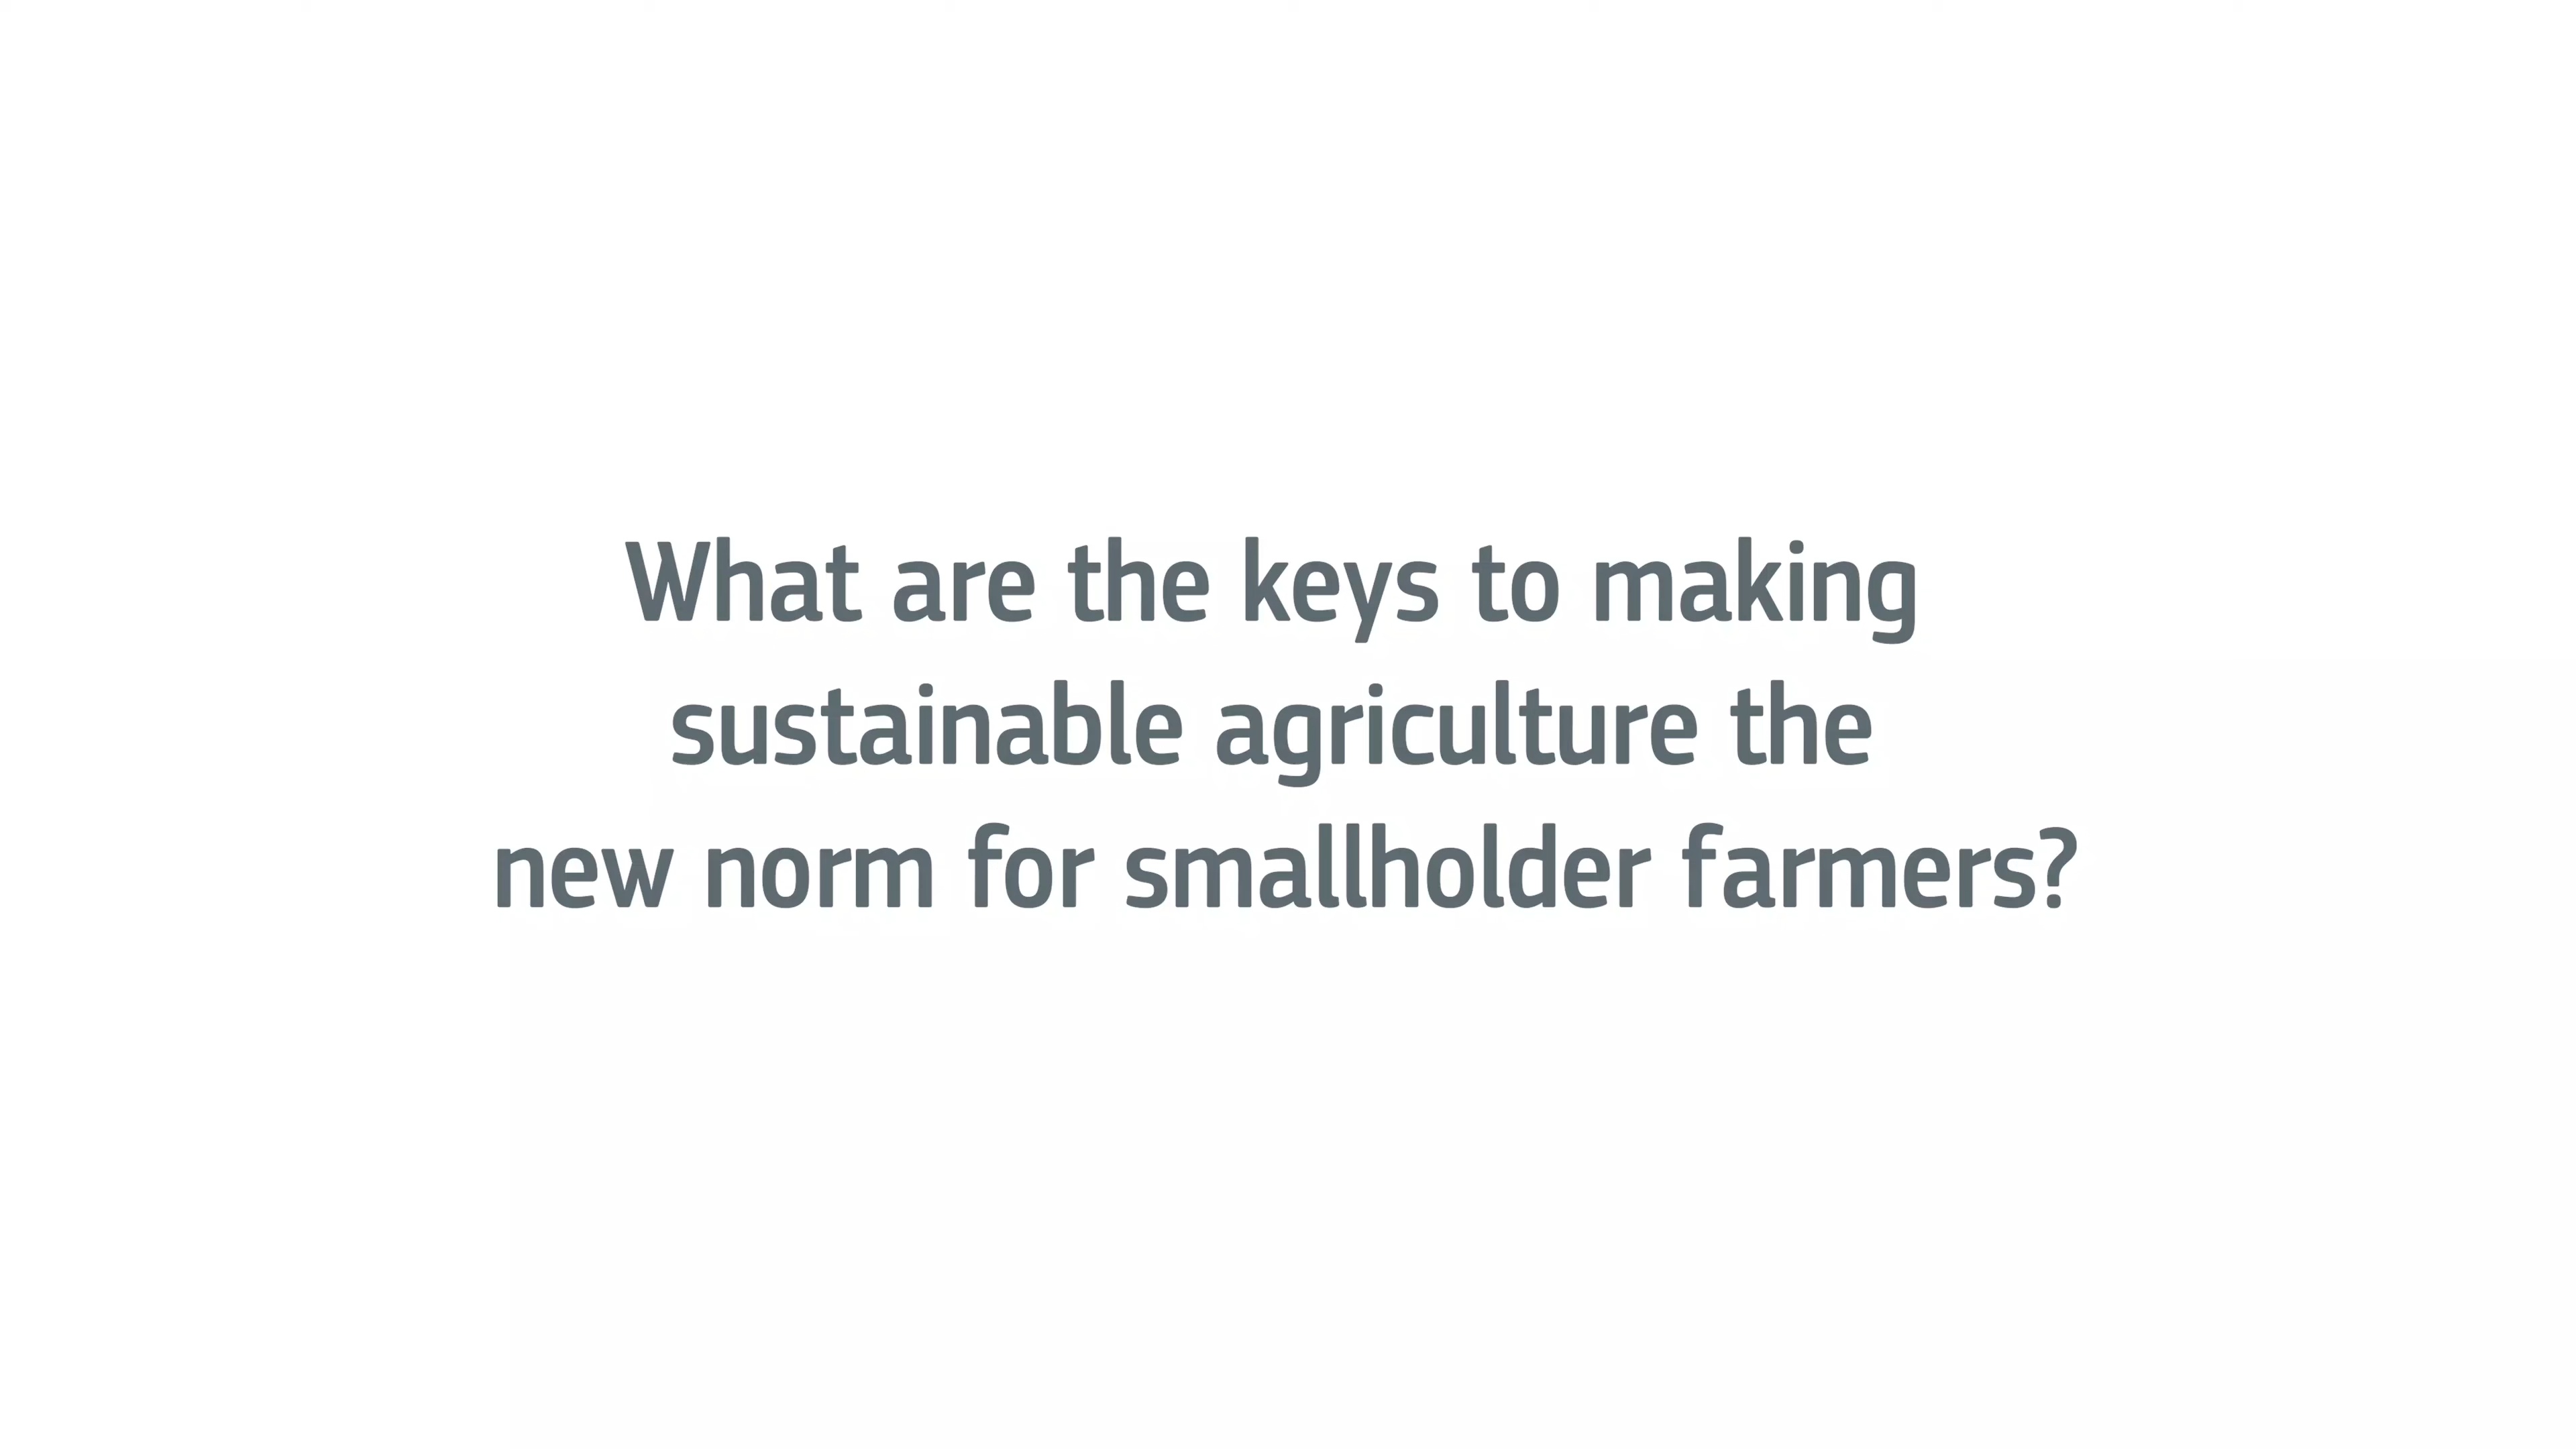 What are the keys to making
sustainable agriculture the
new norm for smallholder farmers?